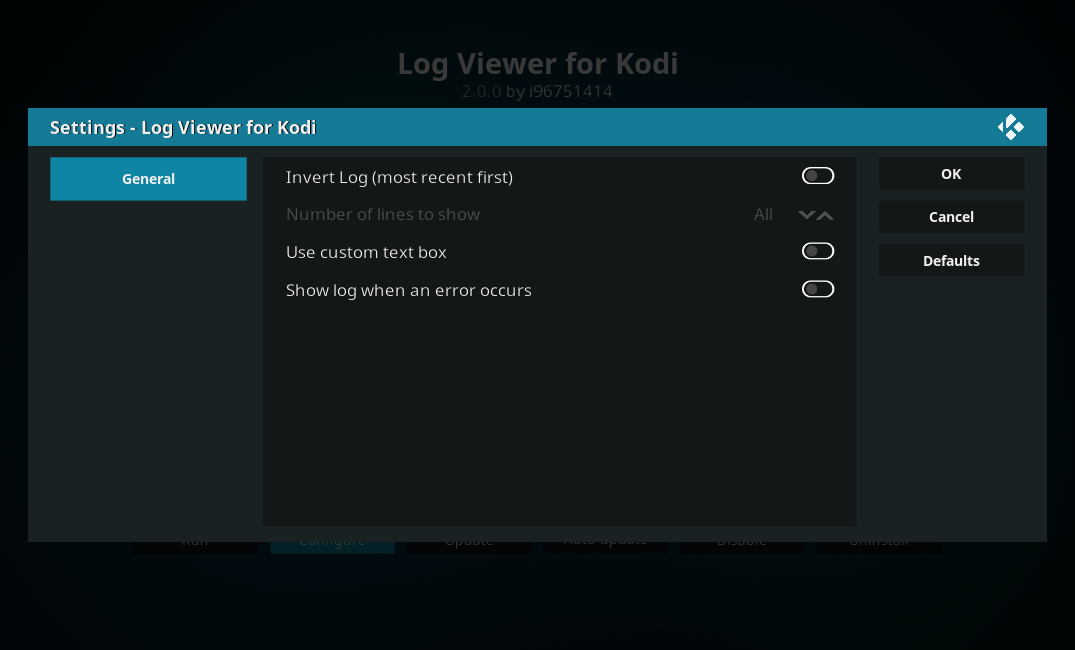 Log Viewer for Kodi
2.0.0 by i96751414
Settings - Log Viewer for Kodi
General
Invert Log (most recent first)
Number of lines to show All
Use custom text box
Show log when an error occurs
OK
Cancel
Defaults
Run Configure Update Auto-update Disable Uninstall